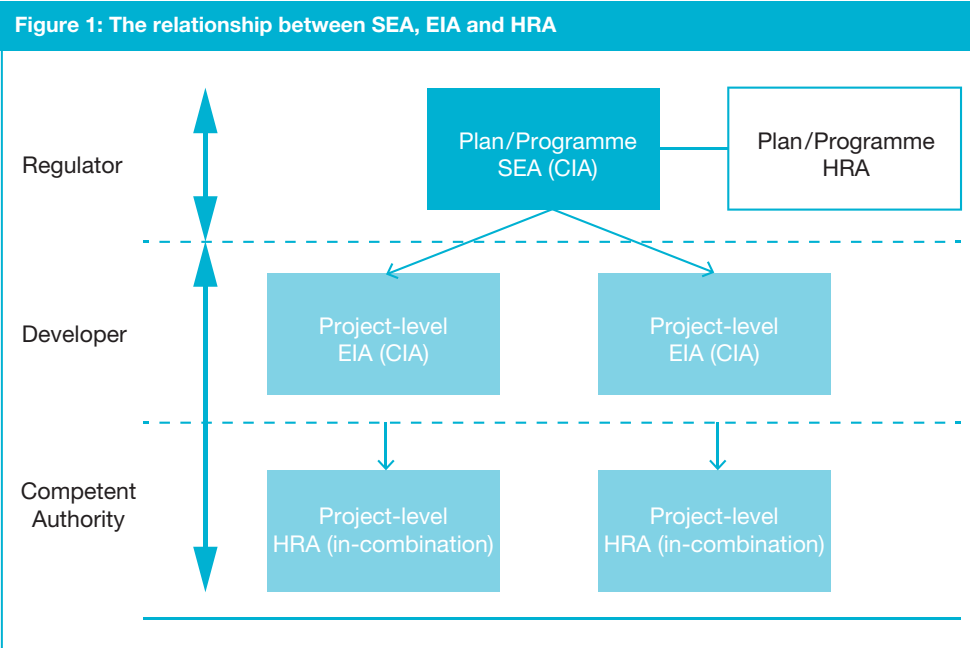 Figure 1: The relationship between SEA, EIA and HRA
Regulator
Plan/Programme
SEA (CIA)
Plan/Programme
HRA
Developer
Project-level
EIA (CIA)
Project-level
EIA (CIA)
Competent
Authority
Project-level
HRA (in-combination)
Project-level
HRA (in-combination)